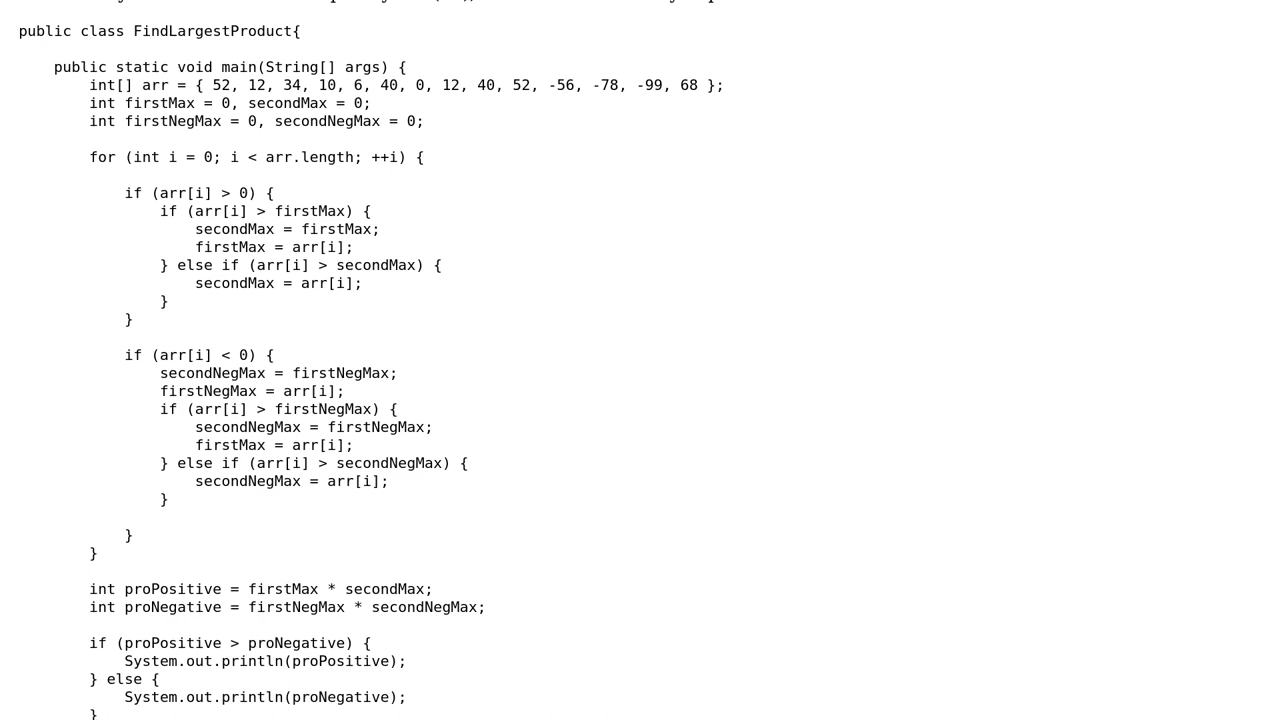 public class FindLargestProduct{
public static void main(String[] args) {
int[] arr = { 52, 12, 34, 10, 6, 40, 0, 12, 40, 52, -56, -78, -99, 68 };
int firstMax = 0, secondMax = 0;
int firstNegMax = 0, secondNegMax = 0;
for (int i = 0; i < arr.length; ++i) {
if (arr[i] > 0) {
if (arr[i] > firstMax) {
secondMax = firstMax;
firstMax = arr[i];
} else if (arr[i] > secondMax) {
secondMax = arr[i];
}
}
if (arr[i] < 0) {
secondNegMax = firstNegMax;
firstNegMax = arr[i];
if (arr[i] > firstNegMax) {
secondNegMax = firstNegMax;
firstMax = arr[i];
} else if (arr[i] > secondNegMax) {
secondNegMax = arr[i];
}
}
}
int proPositive = firstMax * secondMax;
int proNegative = firstNegMax * secondNegMax;
if (proPositive > proNegative) {
System.out.println(proPositive);
} else {
System.out.println(proNegative);
}